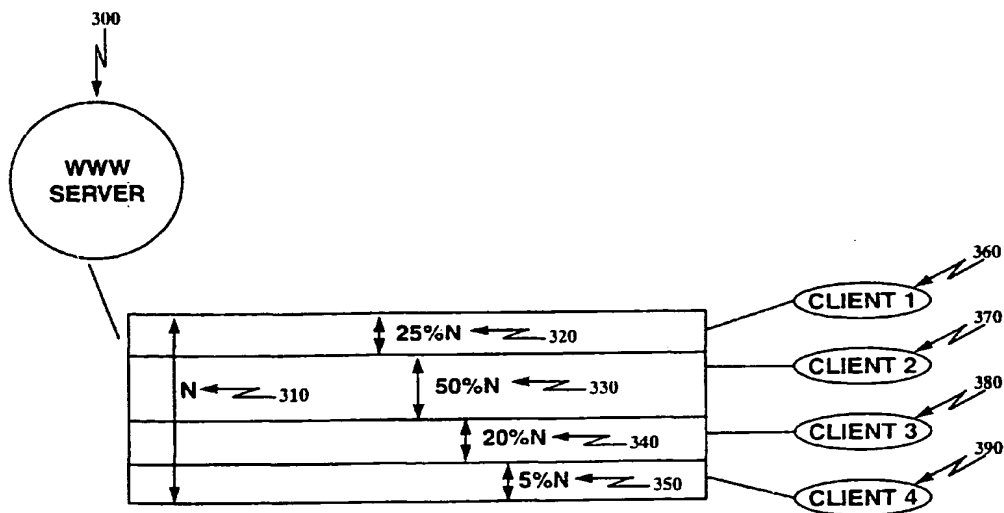 300
WWW
SERVER
360
CLIENT 1
25%N
320
370
CLIENT 2
N
310
50%N
330
380
CLIENT 3
20%N
340
390
CLIENT 4
5%N
350